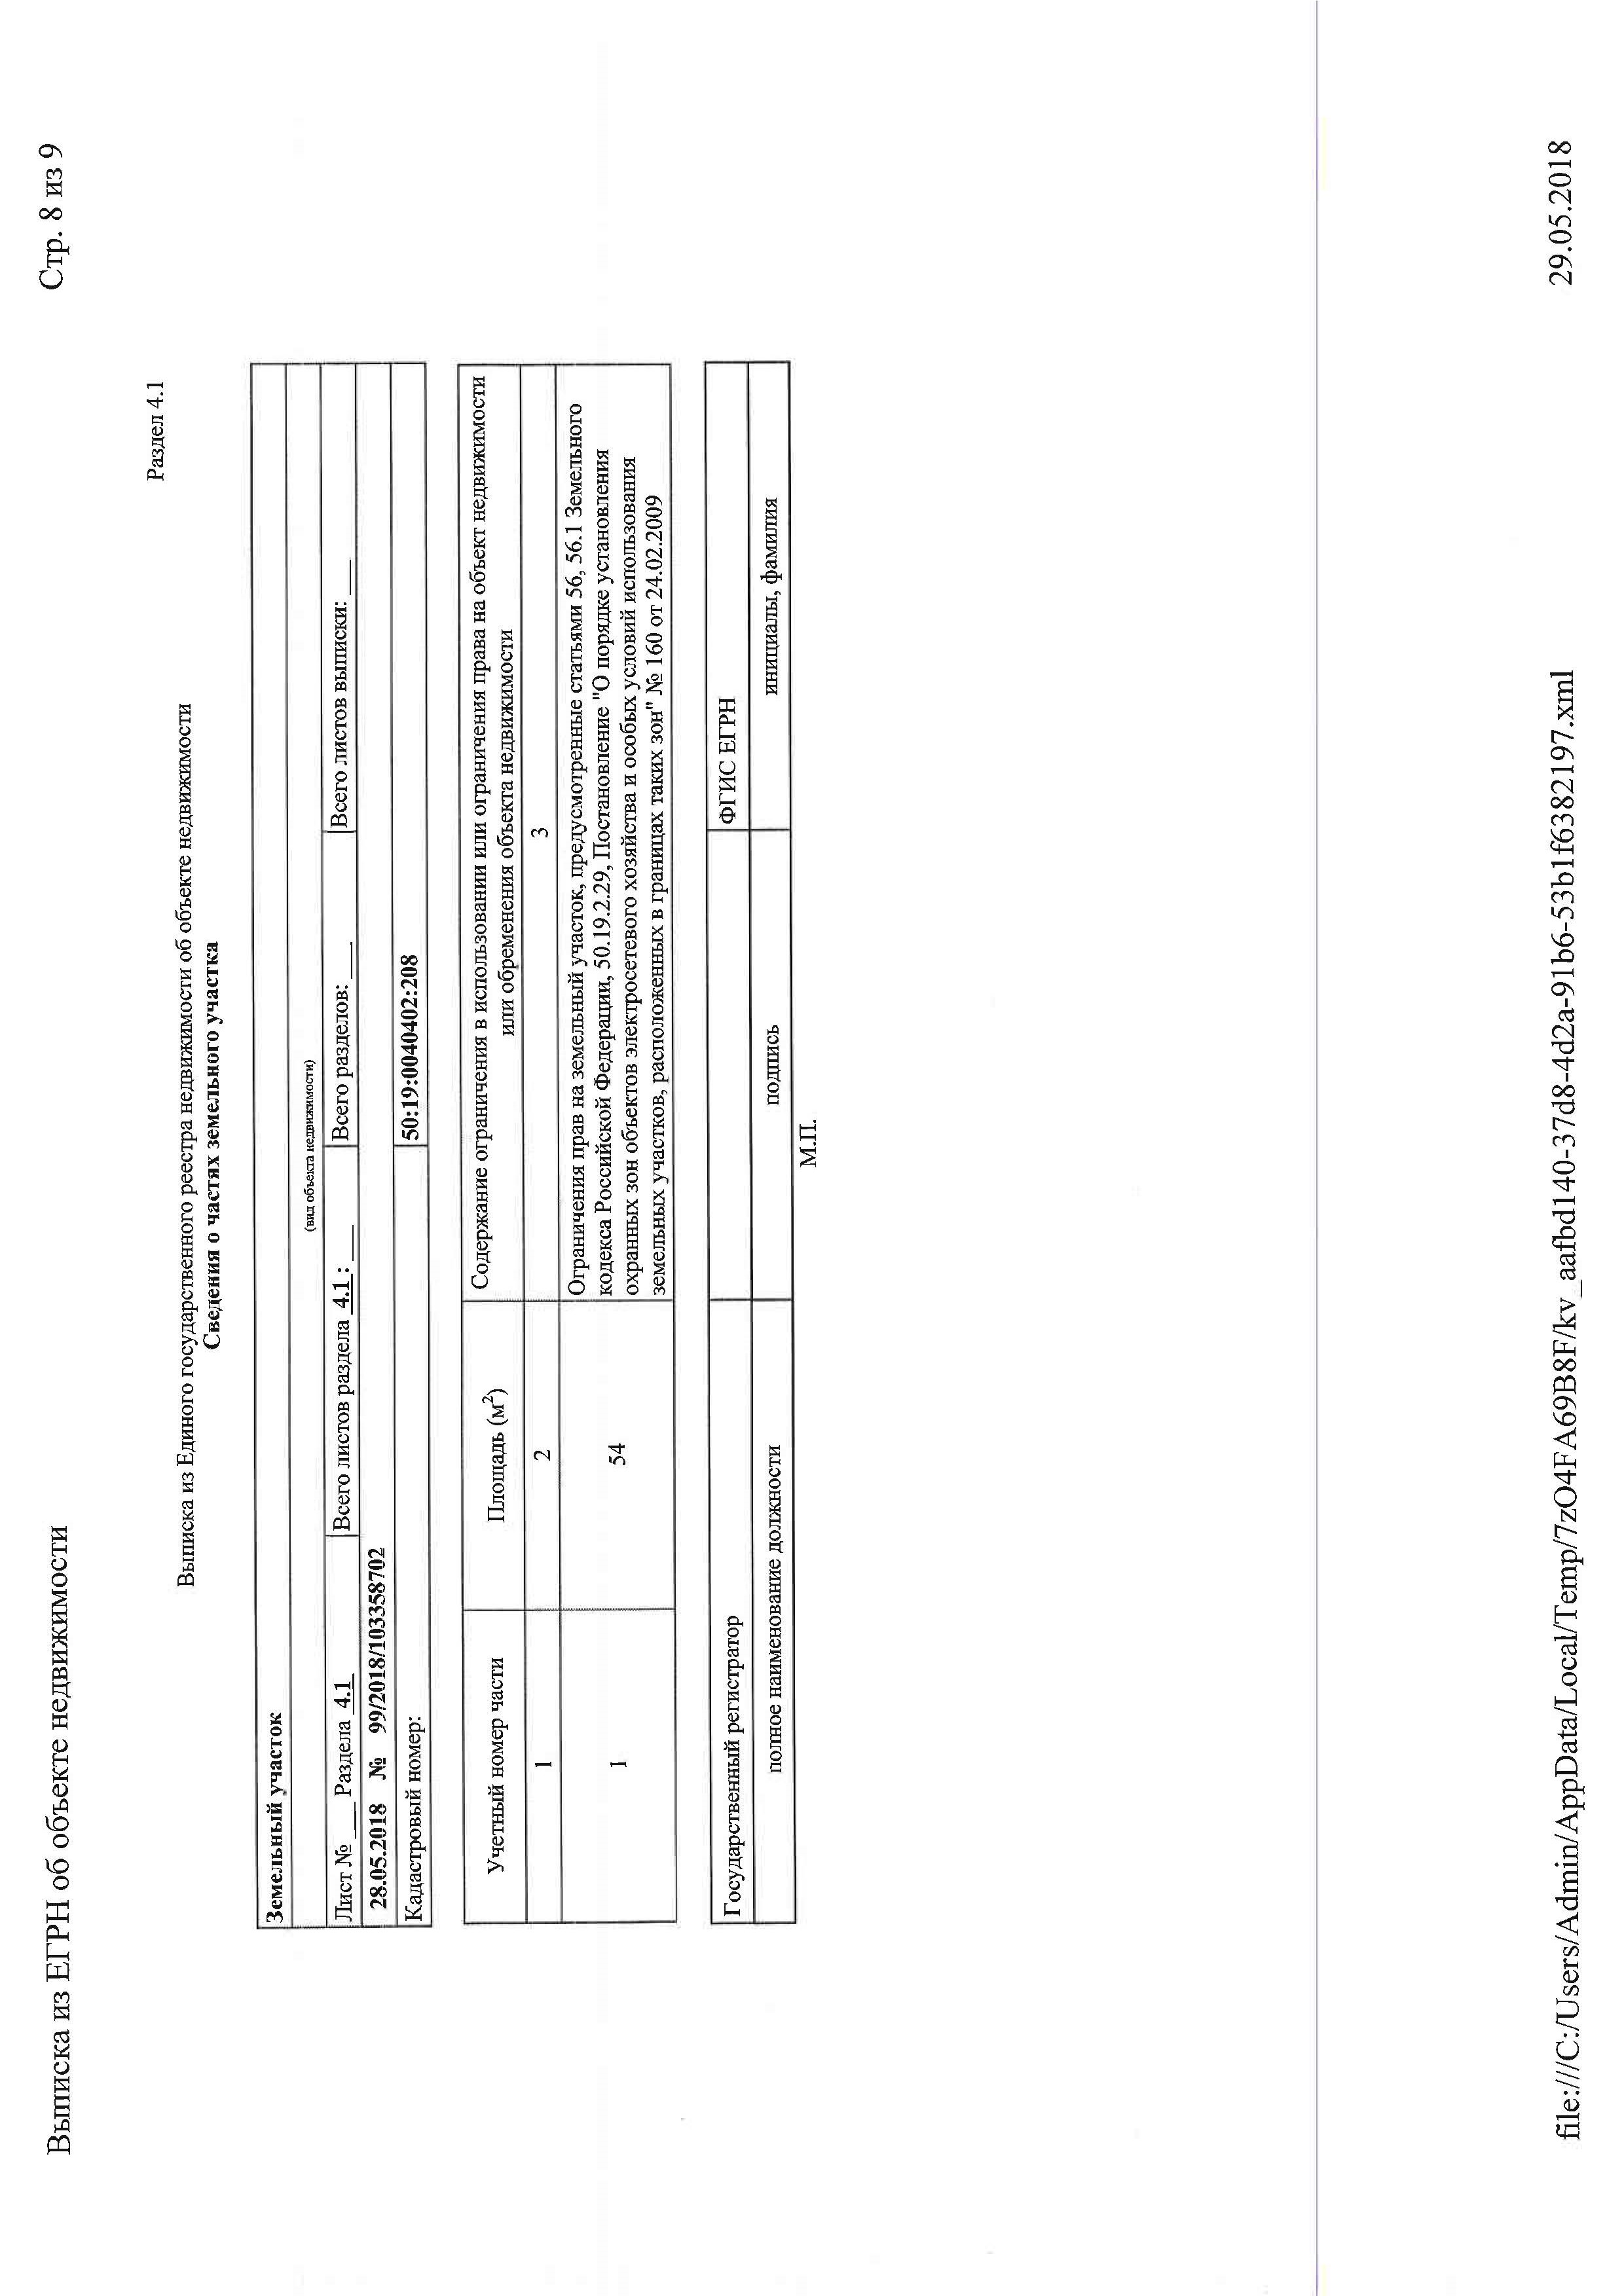 Выписка из ЕГРН об объекте недвижимости
Стр. 8 из 9
Раздел 4.1
Выписка из Единого государственного реестра недвижимости об объекте недвижимости
Сведения о частях земельного участка
Земельный участок
(вид объекта недвижимости)
Лист № ___ Раздела 4.1
Всего листов раздела 4.1 : ___
Всего разделов: ___
Всего листов выписки: ___
28.05.2018 № 99/2018/103358702
Кадастровый номер:
50:19:0040402:208
Учетный номер части
Площадь (м²)
Содержание ограничения в использовании или ограничения права на объект недвижимости
или обременения объекта недвижимости
1
2
3
1
54
Ограничения прав на земельный участок, предусмотренные статьями 56, 56.1 Земельного
кодекса Российской Федерации, 50.19.2.29, Постановление "О порядке установления
охранных зон объектов электросетевого хозяйства и особых условий использования
земельных участков, расположенных в границах таких зон" № 160 от 24.02.2009
Государственный регистратор
ФГИС ЕГРН
полное наименование должности
подпись
инициалы, фамилия
М.П.
file:///C:/Users/Admin/AppData/Local/Temp/7zO4FA69B8F/kv_aafbd140-37d8-4d2a-91b6-53b1f6382197.xml
29.05.2018